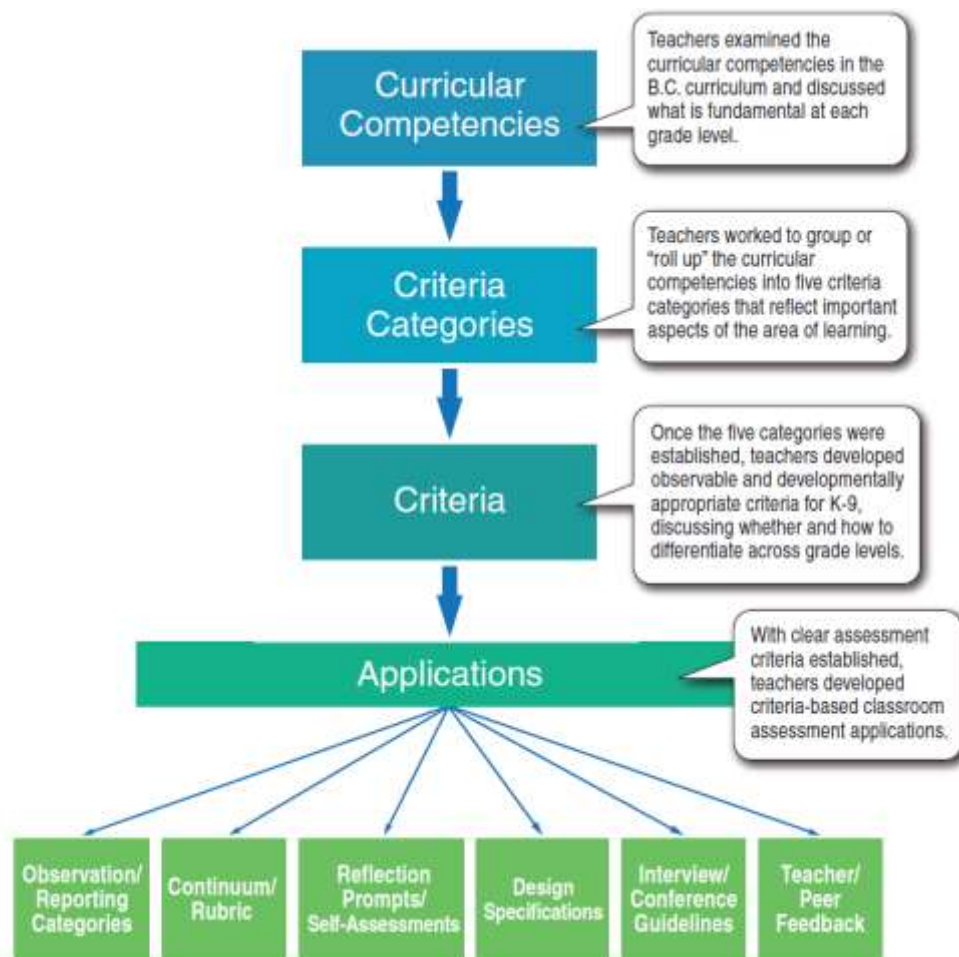 Curricular
Competencies
Teachers examined the
curricular competencies in the
B.C. curriculum and discussed
what is fundamental at each
grade level.
Criteria
Categories
Teachers worked to group or
“roll up” the curricular
competencies into five criteria
categories that reflect important
aspects of the area of learning.
Criteria
Once the five categories were
established, teachers developed
observable and developmentally
appropriate criteria for K-9,
discussing whether and how to
differentiate across grade levels.
Applications
With clear assessment
criteria established,
teachers developed
criteria-based classroom
assessment applications.
Observation/
Reporting
Categories
Continuum/
Rubric
Reflection
Prompts/
Self-Assessments
Design
Specifications
Interview/
Conference
Guidelines
Teacher/
Peer
Feedback